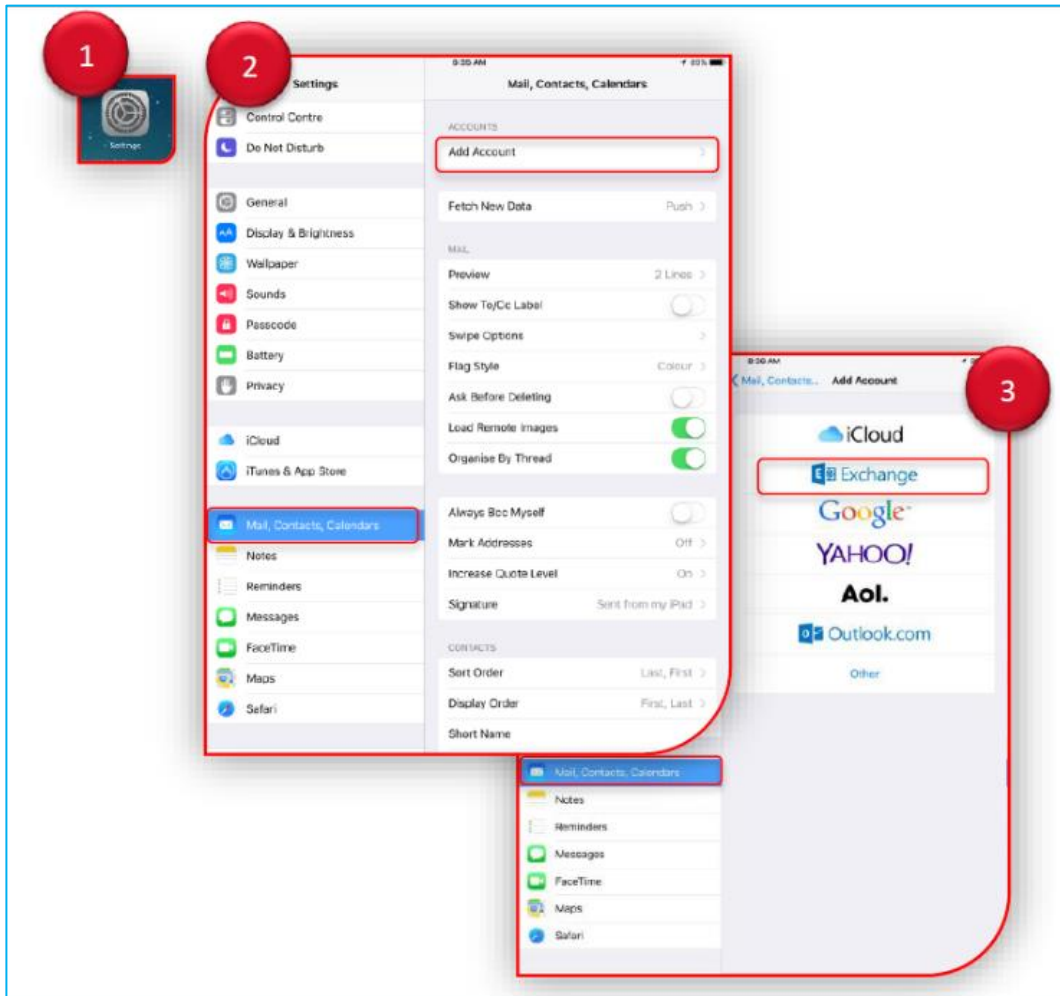 1
Settings
2
Settings
Control Centre
Do Not Disturb
General
Display & Brightness
Wallpaper
Sounds
Passcode
Battery
Privacy
iCloud
iTunes & App Store
Mail, Contacts, Calendars
Notes
Reminders
Messages
FaceTime
Maps
Safari
Mail, Contacts, Calendars
ACCOUNTS
Add Account
Fetch New Data Push
MAIL
Preview 2 Lines
Show To/Cc Label
Swipe Options
Flag Style Colour
Ask Before Deleting
Load Remote Images
Organise By Thread
Always Bcc Myself
Mark Addresses Off
Increase Quote Level On
Signature Sent from my iPad
CONTACTS
Sort Order Last, First
Display Order First, Last
Short Name
3
Mail, Contacts... Add Account
iCloud
Exchange
Google
YAHOO!
Aol.
Outlook.com
Other
Mail, Contacts, Calendars
Notes
Reminders
Messages
FaceTime
Maps
Safari